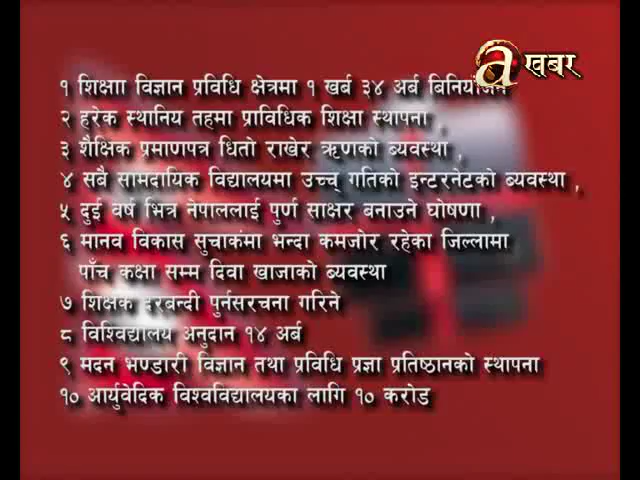 a खबर
१ शिक्षाा विज्ञान प्रविधि क्षेत्रमा १ खर्ब ३४ अर्ब बिनियोजन
२ हरेक स्थानिय तहमा प्राविधिक शिक्षा स्थापना ,
३ शैक्षिक प्रमाणपत्र धितो राखेर ऋणको ब्यवस्था ,
४ सबै सामदायिक विद्यालयमा उच्च् गतिको इन्टरनेटको ब्यवस्था ,
५ दुई वर्ष भित्र नेपाललाई पुर्ण साक्षर बनाउने घोषणा ,
६ मानव विकास सुचाकंमा भन्दा कमजोर रहेका जिल्लामा
पाँच कक्षा सम्म दिवा खाजाको ब्यवस्था
७ शिक्षक दरबन्दी पुर्नसरचना गरिने
८ विश्विद्यालय अनुदान १४ अर्ब
९ मदन भण्डारी विज्ञान तथा प्रविधि प्रज्ञा प्रतिष्ठानको स्थापना
१० आर्युवेदिक विश्वविद्यालयका लागि १० करोड